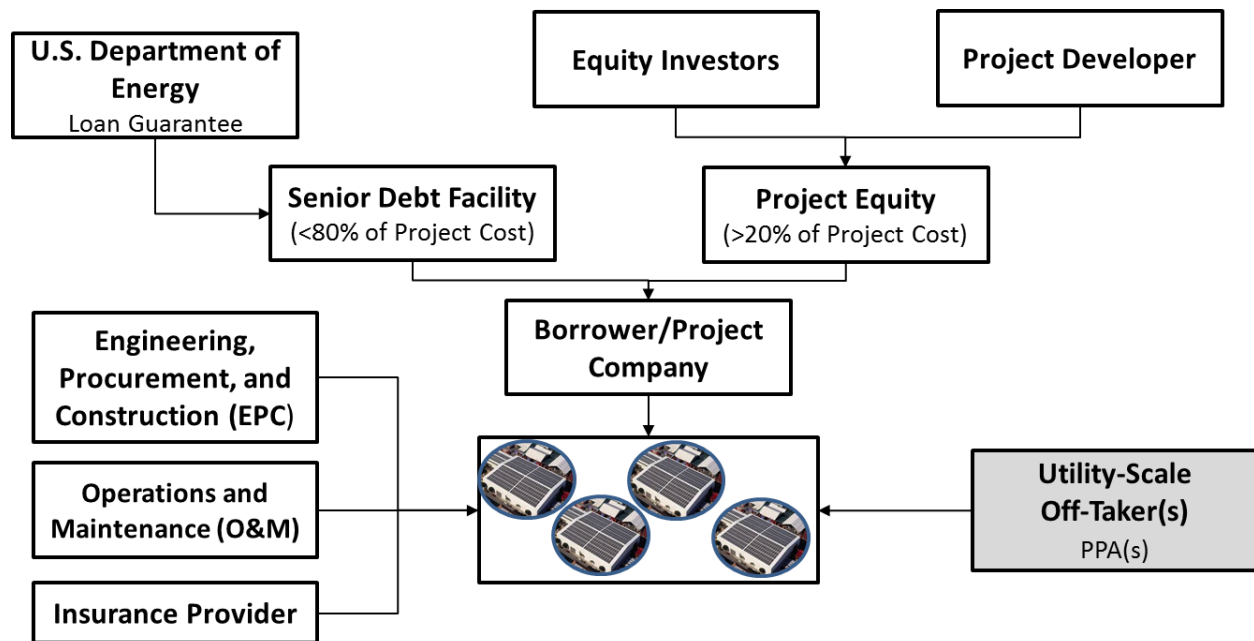 U.S. Department of
Energy
Loan Guarantee
Equity Investors
Project Developer
Senior Debt Facility
(<80% of Project Cost)
Project Equity
(>20% of Project Cost)
Borrower/Project
Company
Engineering,
Procurement, and
Construction (EPC)
Operations and
Maintenance (O&M)
Insurance Provider
Utility-Scale
Off-Taker(s)
PPA(s)